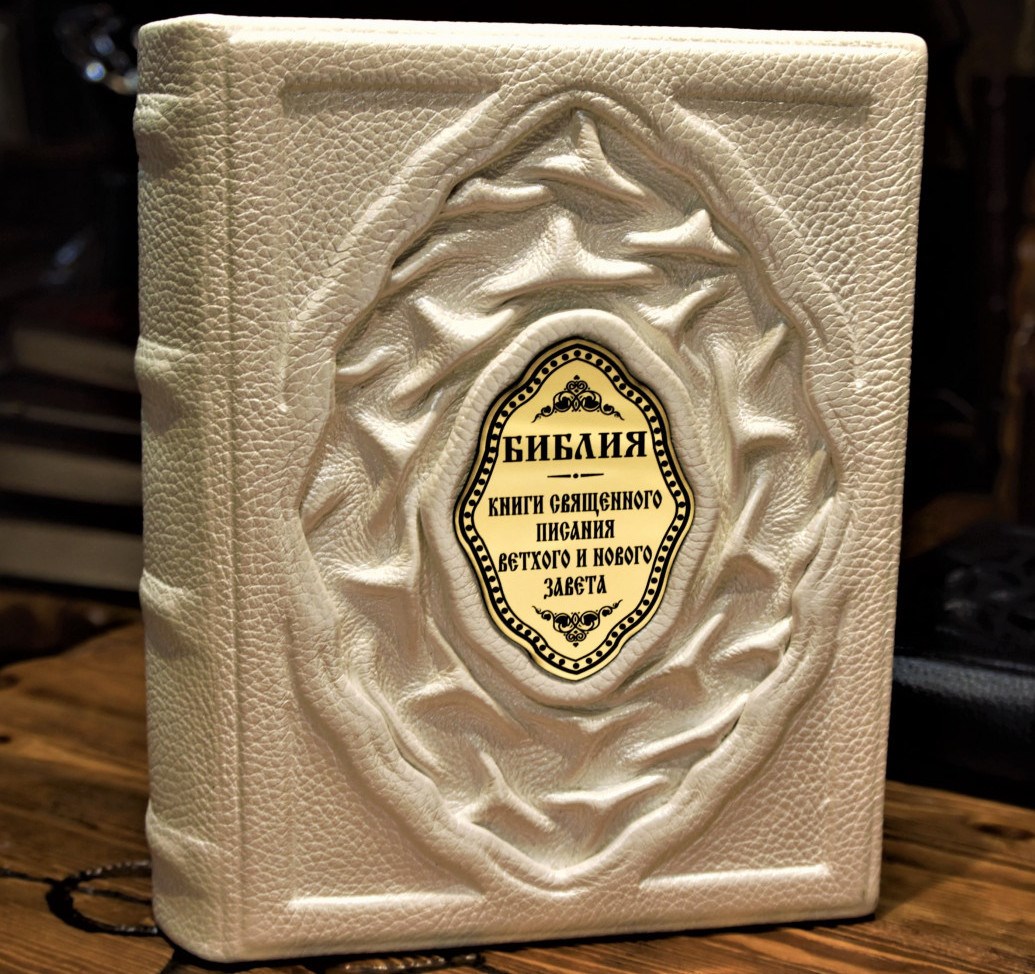 БИБЛИЯ
КНИГИ СВЯЩЕННОГО
ПИСАНИЯ
ВЕТХОГО И НОВОГО
ЗАВЕТА